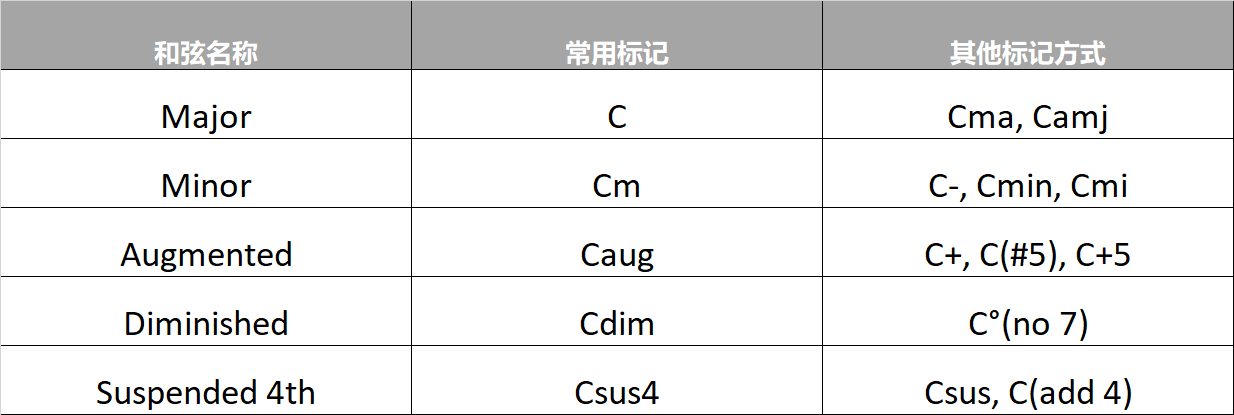 和弦名称 常用标记 其他标记方式
Major C Cma, Camj
Minor Cm C-, Cmin, Cmi
Augmented Caug C+, C(#5), C+5
Diminished Cdim C°(no 7)
Suspended 4th Csus4 Csus, C(add 4)